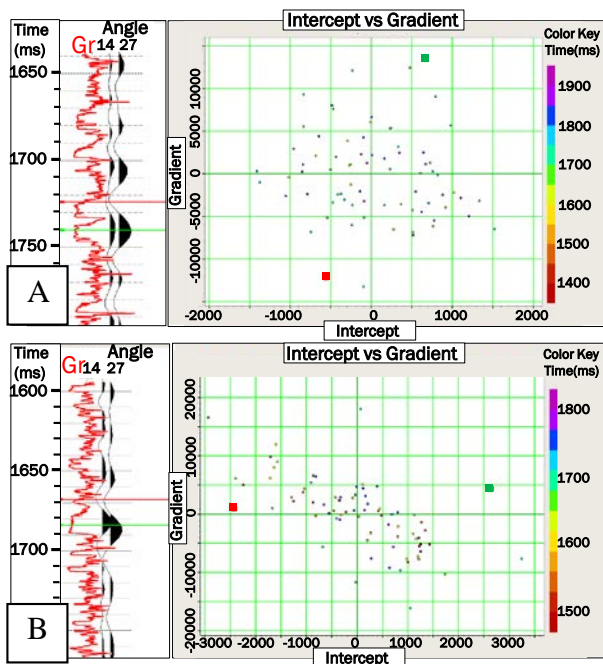 Time
(ms)
Angle
Gr 14 27
1650
1700
1750
A
Intercept vs Gradient
Gradient
10000
5000
0
-5000
-10000
-2000 -1000 0 1000 2000
Intercept
Color Key
Time(ms)
1900
1800
1700
1600
1500
1400
Time
(ms)
Angle
Gr 14 27
1600
1650
1700
B
Intercept vs Gradient
Gradient
20000
10000
0
-10000
-20000
-3000 -2000 -1000 0 1000 2000 3000
Intercept
Color Key
Time(ms)
1800
1700
1600
1500